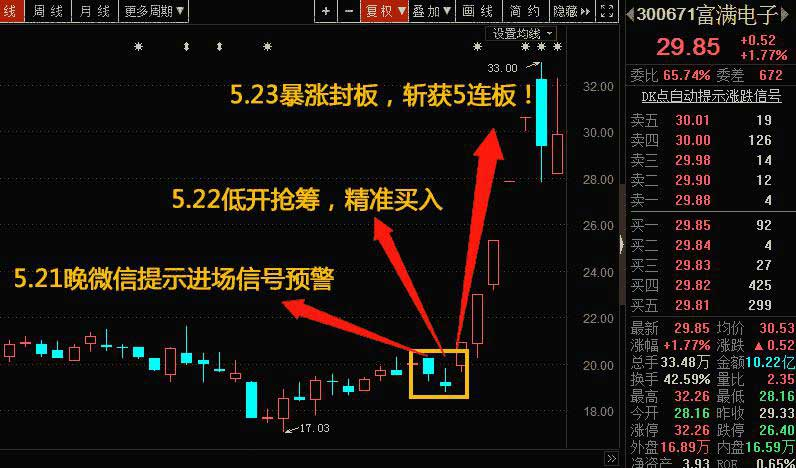 线 周线 月线 更多周期▼ + − 复权▼ 叠加▼ 画线 简约 隐藏
设置均线
33.00
5.23暴涨封板，斩获5连板！
5.22低开抢筹，精准买入
5.21晚微信提示进场信号预警
17.03
32.00
30.00
28.00
26.00
24.00
22.00
20.00
18.00
300671富满电子
29.85 +0.52
+1.77%
委比 65.74% 委差 672
DK点自动提示涨跌信号
卖五 30.01 19
卖四 30.00 126
卖三 29.98 14
卖二 29.90 12
卖一 29.88 4
买一 29.85 92
买二 29.84 4
买三 29.83 27
买四 29.82 425
买五 29.81 299
最新 29.85 均价 30.53
涨幅 +1.77% 涨跌 ▲0.52
总手 33.48万 金额 10.22亿
换手 42.59% 量比 2.35
最高 32.26 最低 28.16
今开 28.16 昨收 29.33
涨停 32.26 跌停 26.40
外盘 16.89万 内盘 16.59万
净资产 3.93 ROE 0.65%